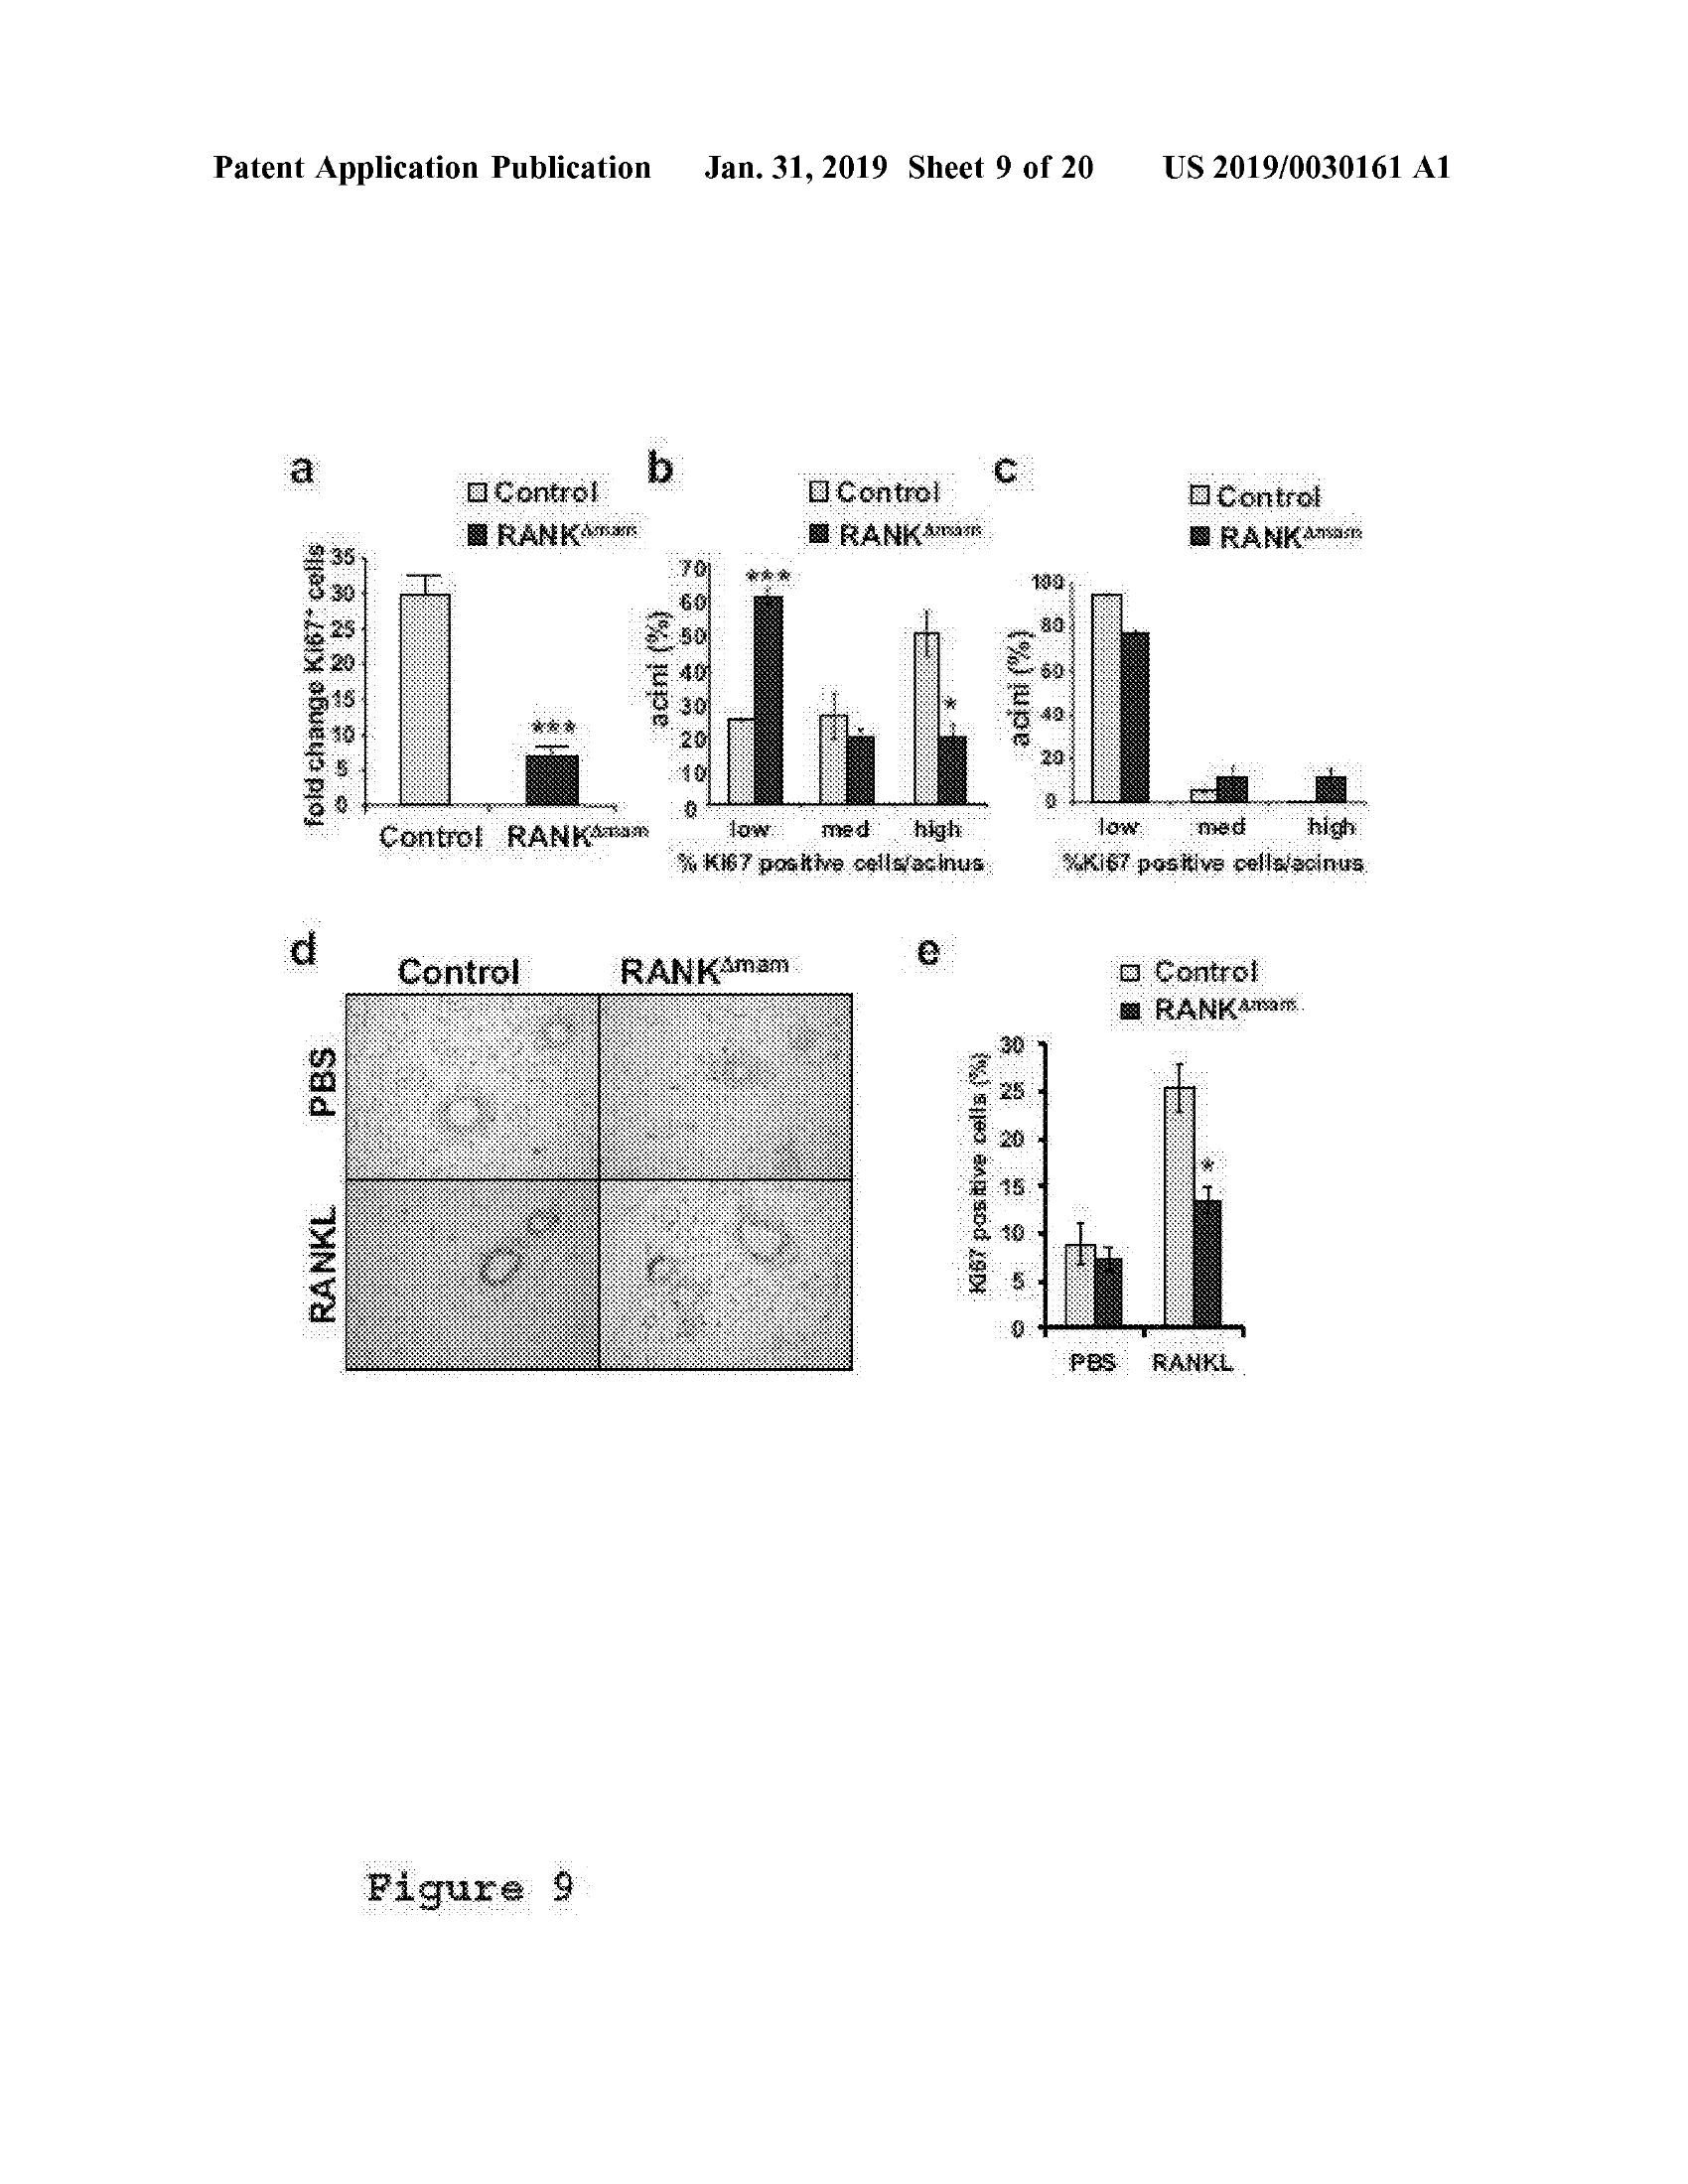 Patent Application Publication Jan. 31, 2019 Sheet 9 of 20 US 2019/0030161 A1
a
Control
RANKΔmam
fold change Ki67+ cells
35
30
25
20
15
10
5
0
***
Control RANKΔmam
b
Control
RANKΔmam
acini (%)
70
60
50
40
30
20
10
0
***
*
low med high
% Ki67 positive cells/acinus
c
Control
RANKΔmam
acini (%)
100
80
60
40
20
0
low med high
%Ki67 positive cells/acinus
d
Control RANKΔmam
PBS
RANKL
e
Control
RANKΔmam
Ki67 positive cells (%)
30
25
20
15
10
5
0
*
PBS RANKL
Figure 9